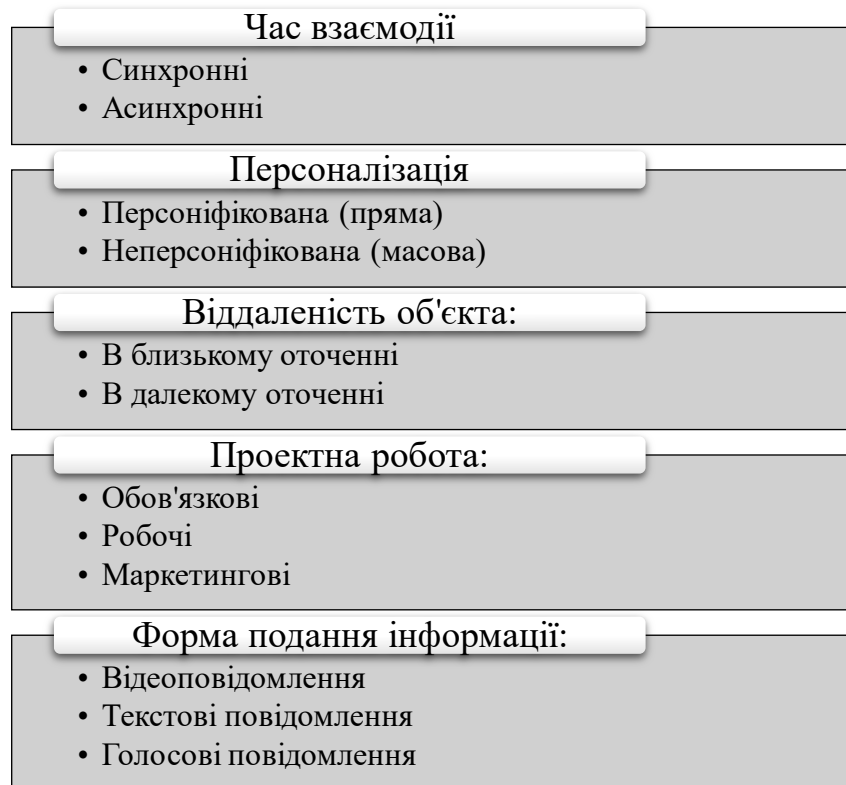 Час взаємодії
• Синхронні
• Асинхронні
Персоналізація
• Персоніфікована (пряма)
• Неперсоніфікована (масова)
Віддаленість об'єкта:
• В близькому оточенні
• В далекому оточенні
Проектна робота:
• Обов'язкові
• Робочі
• Маркетингові
Форма подання інформації:
• Відеоповідомлення
• Текстові повідомлення
• Голосові повідомлення